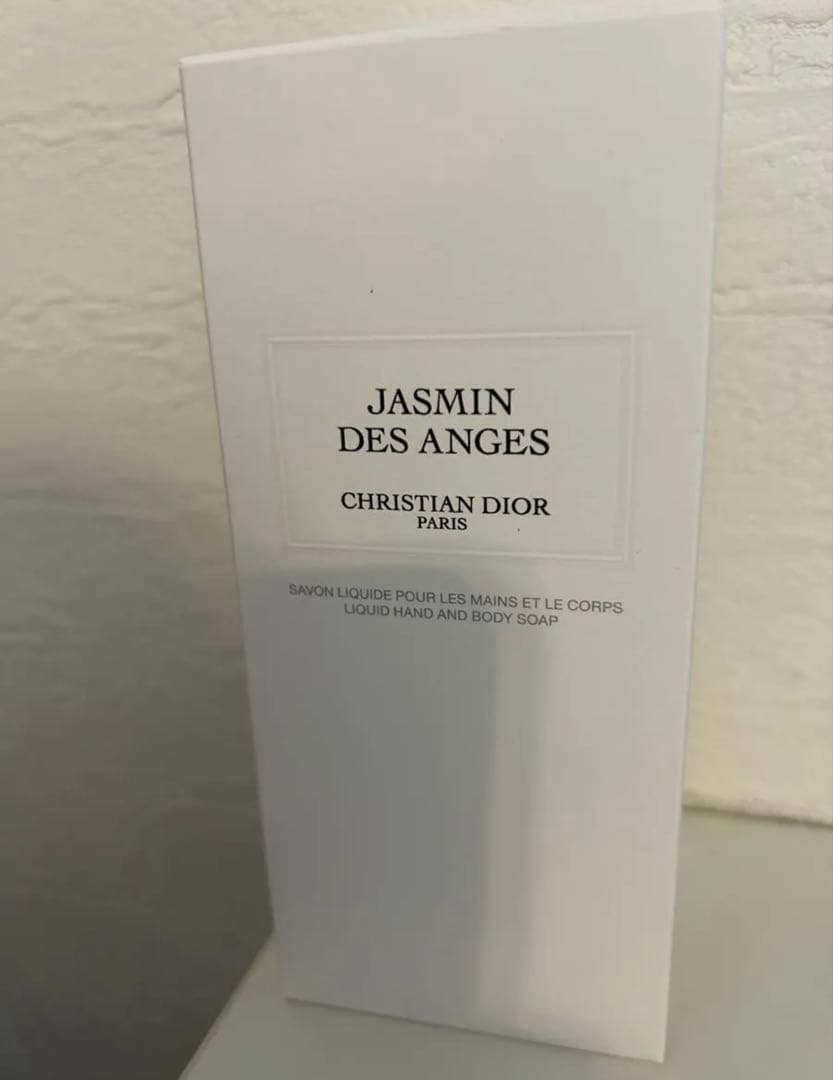 JASMIN
DES ANGES
CHRISTIAN DIOR
PARIS
SAVON LIQUIDE POUR LES MAINS ET LE CORPS
LIQUID HAND AND BODY SOAP